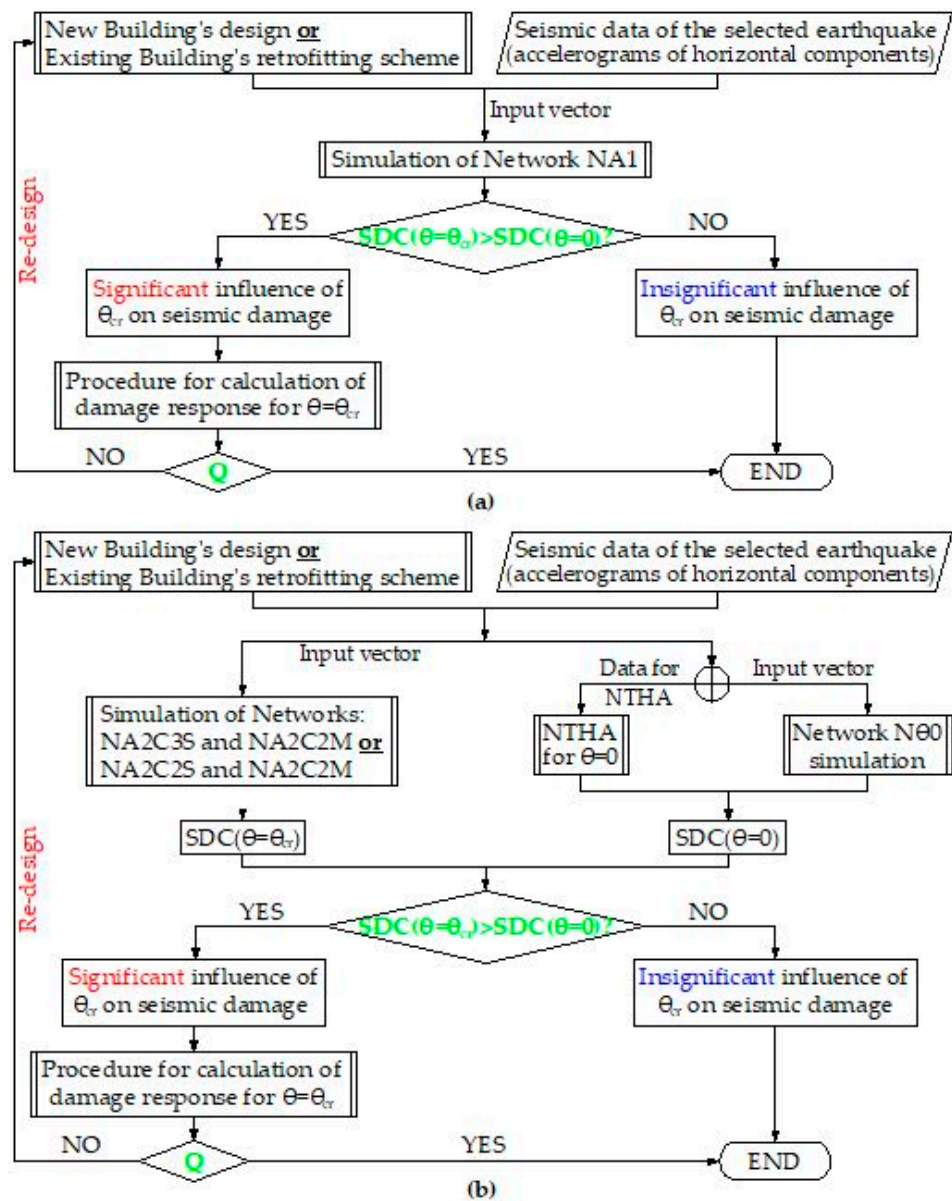 New Building's design or
Existing Building's retrofitting scheme
Seismic data of the selected earthquake
(accelerograms of horizontal components)
Input vector
Simulation of Network NA1
YES
SDC(θ=θcr)>SDC(θ=0)?
NO
Re-design
Significant influence of
θcr on seismic damage
Insignificant influence of
θcr on seismic damage
Procedure for calculation of
damage response for θ=θcr
NO
Q
YES
END
(a)
New Building's design or
Existing Building's retrofitting scheme
Seismic data of the selected earthquake
(accelerograms of horizontal components)
Input vector
Data for
NTHA
Input vector
Simulation of Networks:
NA2C3S and NA2C2M or
NA2C2S and NA2C2M
NTHA
for θ=0
Network Nθ0
simulation
SDC(θ=θcr)
SDC(θ=0)
Re-design
YES
SDC(θ=θcr)>SDC(θ=0)?
NO
Significant influence of
θcr on seismic damage
Insignificant influence of
θcr on seismic damage
Procedure for calculation of
damage response for θ=θcr
NO
Q
YES
END
(b)